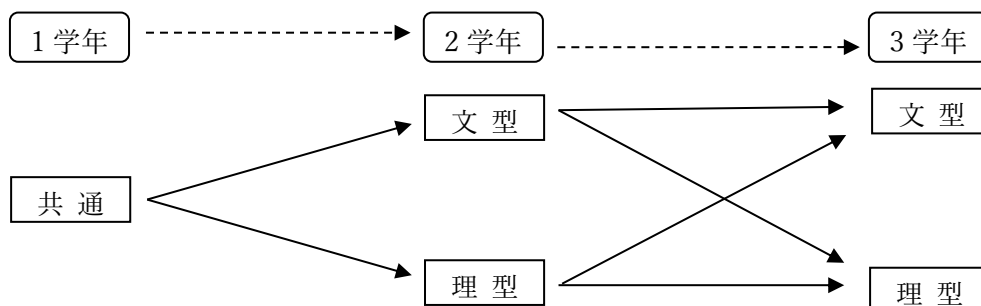 1学年 2学年 3学年
文 型 文 型
共 通
理 型 理 型